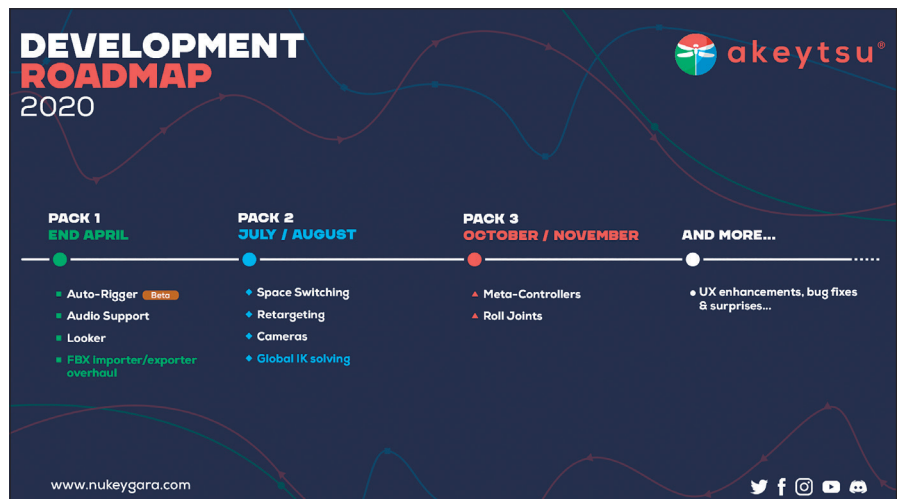 DEVELOPMENT
ROADMAP
2020
akeytsu®
PACK 1
END APRIL
Auto-Rigger Beta
Audio Support
Looker
FBX importer/exporter
overhaul
PACK 2
JULY / AUGUST
Space Switching
Retargeting
Cameras
Global IK solving
PACK 3
OCTOBER / NOVEMBER
Meta-Controllers
Roll Joints
AND MORE...
UX enhancements, bug fixes
& surprises...
www.nukeygara.com